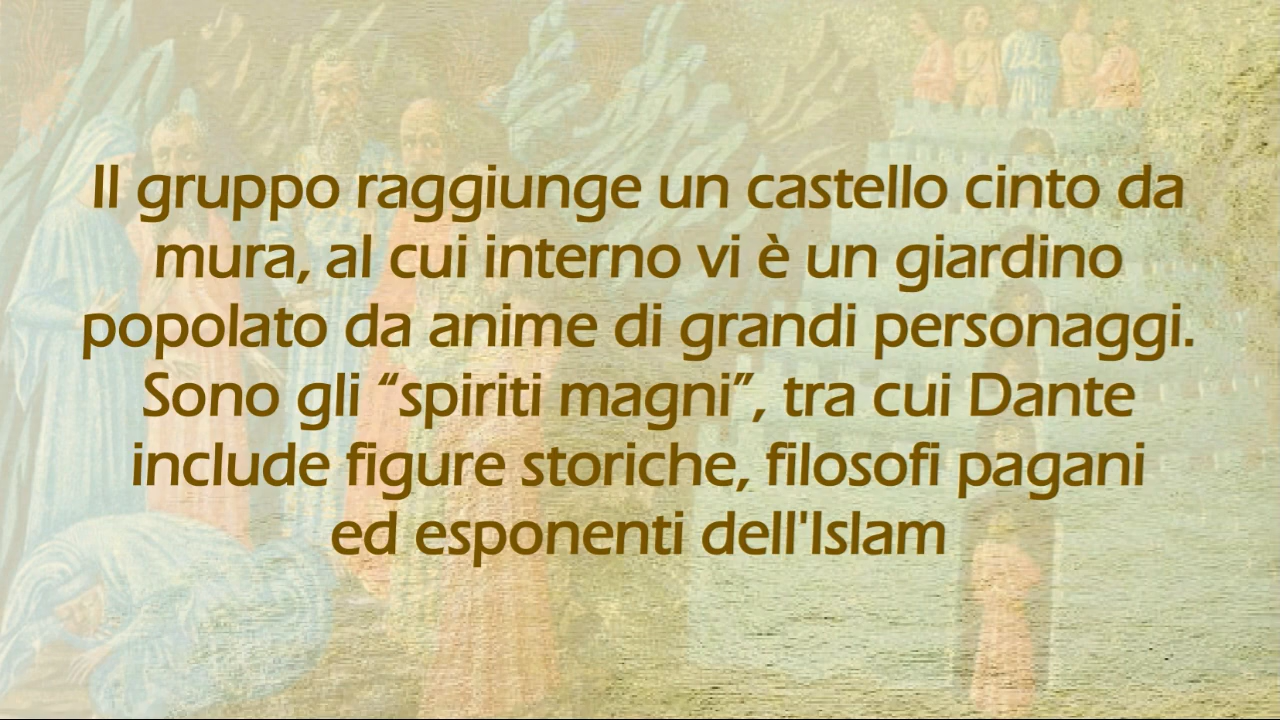 Il gruppo raggiunge un castello cinto da
mura, al cui interno vi è un giardino
popolato da anime di grandi personaggi.
Sono gli “spiriti magni”, tra cui Dante
include figure storiche, filosofi pagani
ed esponenti dell'Islam